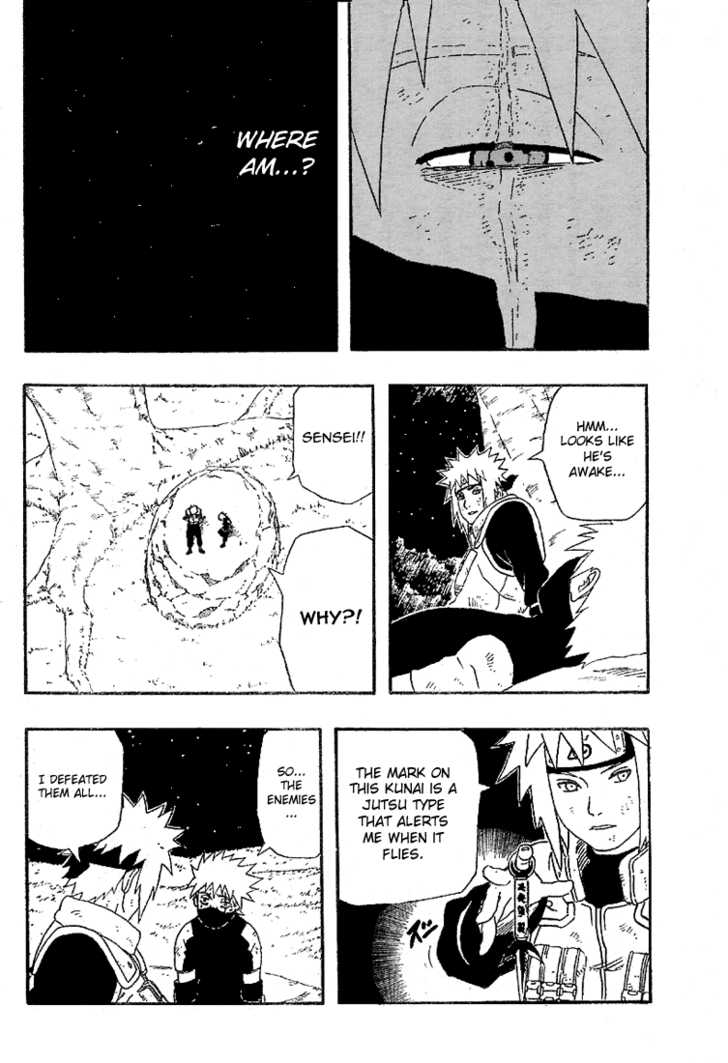 WHERE
AM...?
HMM...
LOOKS LIKE
HE'S
AWAKE...
SENSEI!!
WHY?!
THE MARK ON
THIS KUNAI IS A
JUTSU TYPE
THAT ALERTS
ME WHEN IT
FLIES.
SO...
THE
ENEMIES
...
I DEFEATED
THEM ALL...